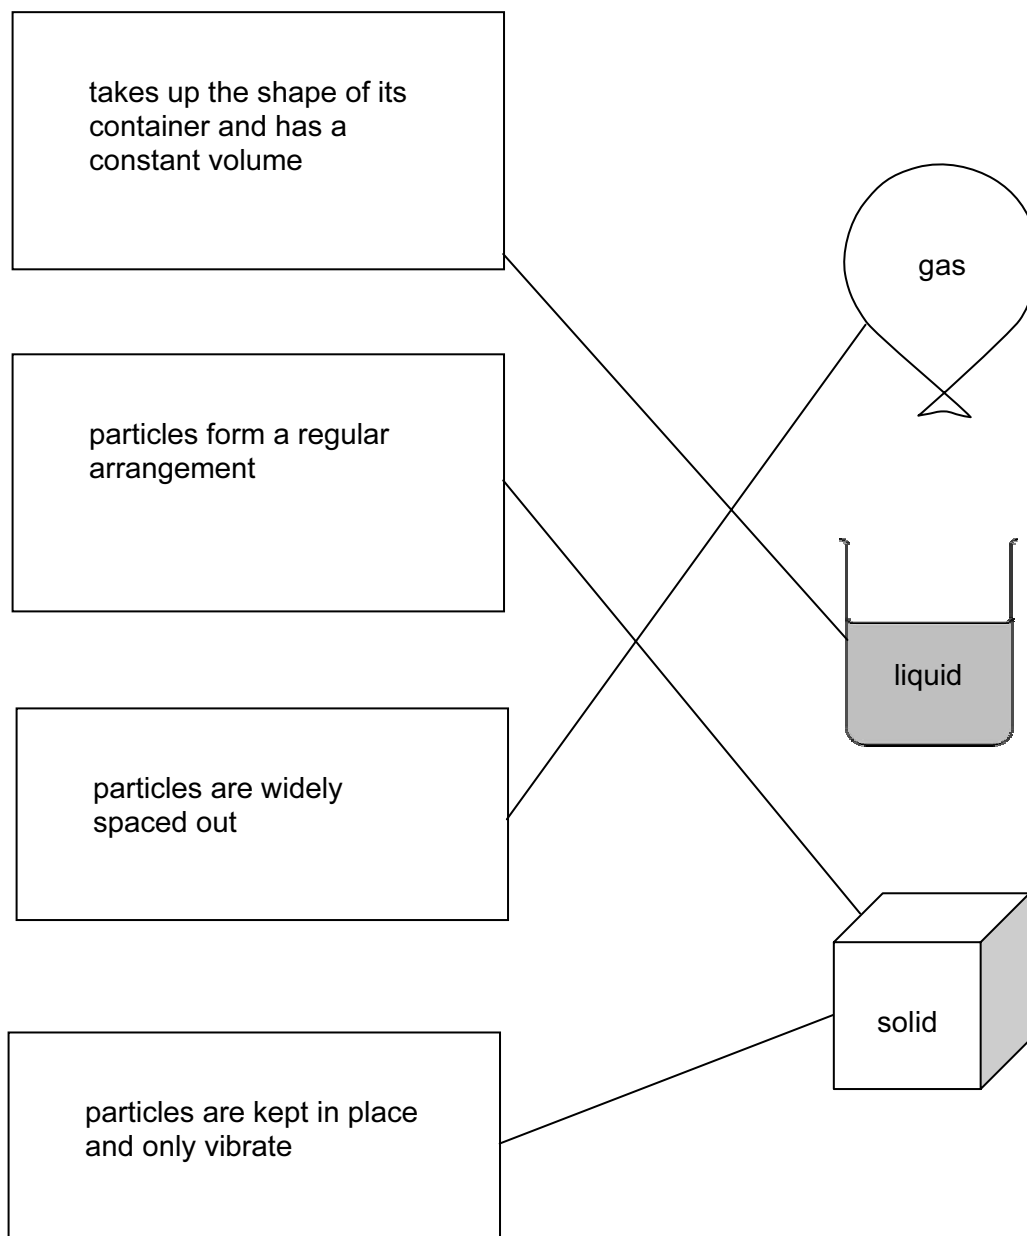 takes up the shape of its
container and has a
constant volume
gas
particles form a regular
arrangement
liquid
particles are widely
spaced out
solid
particles are kept in place
and only vibrate